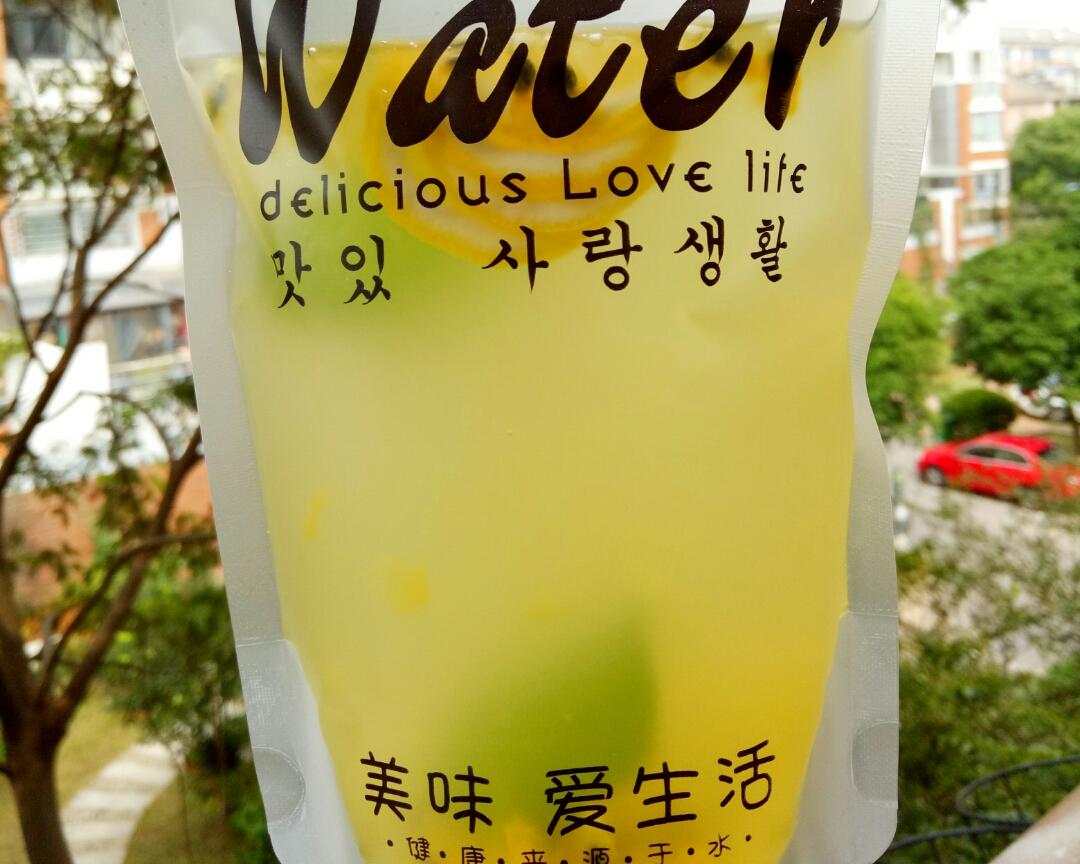 Water
delicious Love life
맛있 사랑생활
美味 爱生活
·健·康·来·源·于·水·